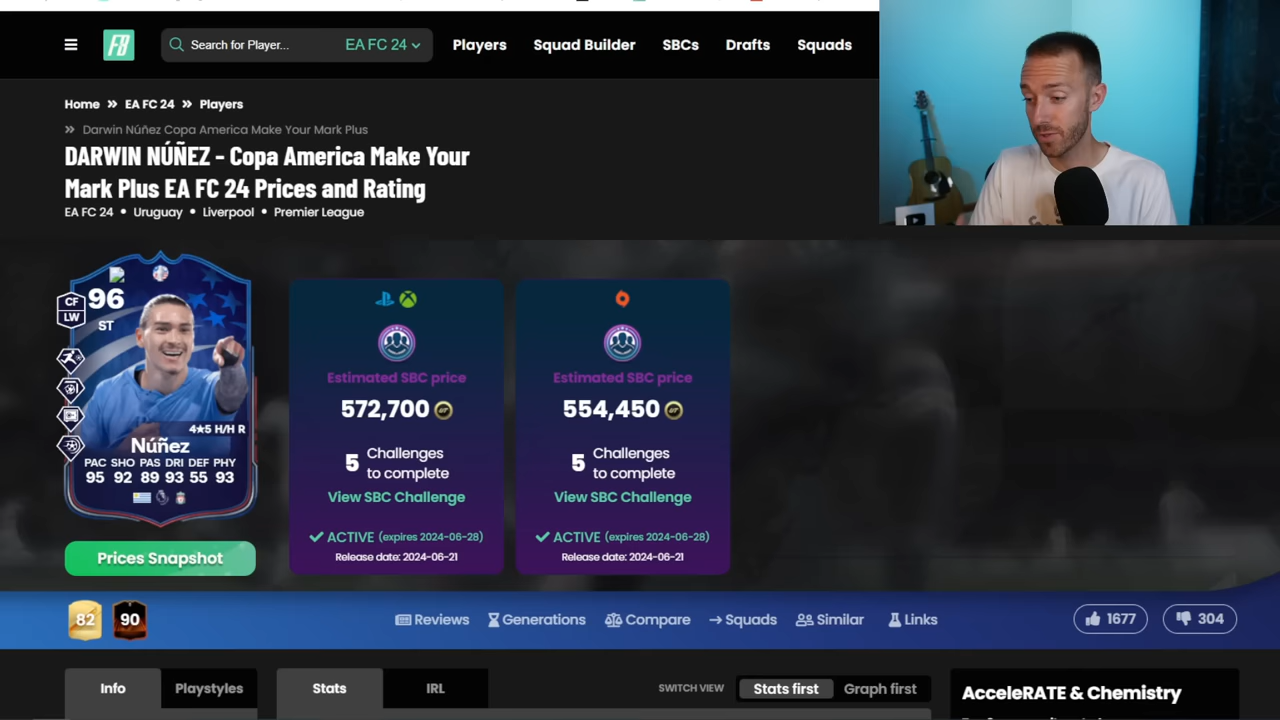 FB
Search for Player...
EA FC 24
Players
Squad Builder
SBCs
Drafts
Squads
Home » EA FC 24 » Players
» Darwin Núñez Copa America Make Your Mark Plus
DARWIN NÚÑEZ - Copa America Make Your
Mark Plus EA FC 24 Prices and Rating
EA FC 24 • Uruguay • Liverpool • Premier League
96
CF
LW
ST
4★5 H/H R
Núñez
PAC SHO PAS DRI DEF PHY
95 92 89 93 55 93
Prices Snapshot
Estimated SBC price
572,700
5 Challenges
to complete
View SBC Challenge
ACTIVE (expires 2024-06-28)
Release date: 2024-06-21
Estimated SBC price
554,450
5 Challenges
to complete
View SBC Challenge
ACTIVE (expires 2024-06-28)
Release date: 2024-06-21
82
90
Reviews
Generations
Compare
Squads
Similar
Links
1677
304
Info
Playstyles
Stats
IRL
SWITCH VIEW
Stats first
Graph first
AcceleRATE & Chemistry